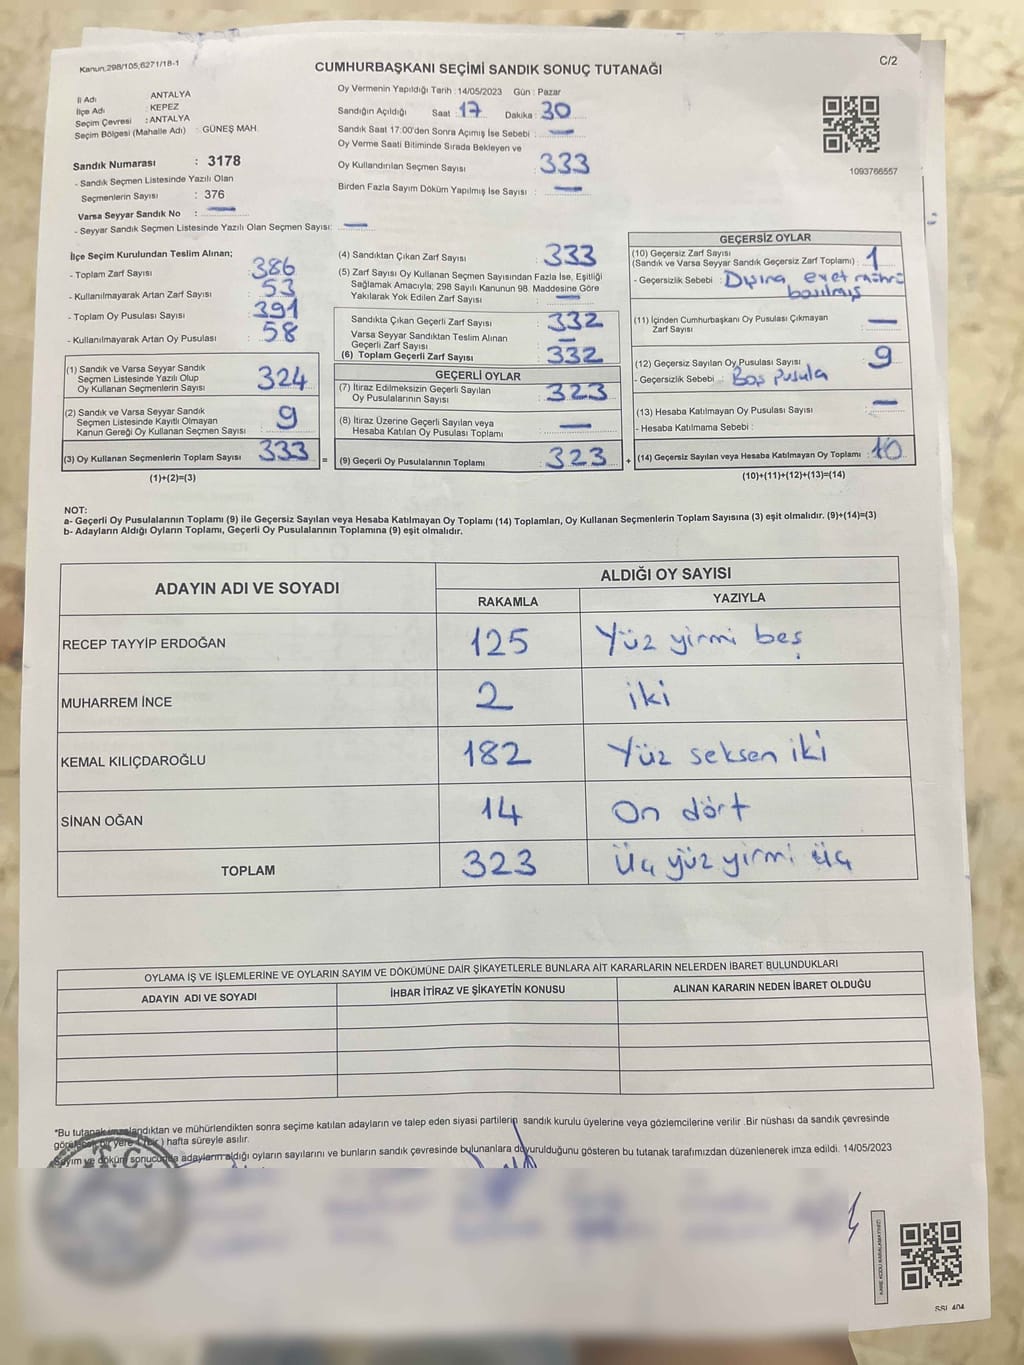 Kanun:298/105,6271/18-1
C/2
CUMHURBAŞKANI SEÇİMİ SANDIK SONUÇ TUTANAĞI
İl Adı : ANTALYA
İlçe Adı : KEPEZ
Seçim Çevresi : ANTALYA
Seçim Bölgesi (Mahalle Adı) : GÜNEŞ MAH.
Sandık Numarası : 3178
- Sandık Seçmen Listesinde Yazılı Olan
Seçmenlerin Sayısı : 376
Varsa Seyyar Sandık No : —
- Seyyar Sandık Seçmen Listesinde Yazılı Olan Seçmen Sayısı: —
Oy Vermenin Yapıldığı Tarih : 14/05/2023 Gün : Pazar
Sandığın Açıldığı Saat : 17 Dakika : 30
Sandık Saat 17:00'den Sonra Açımış İse Sebebi : —
Oy Verme Saati Bitiminde Sırada Bekleyen ve
Oy Kullandırılan Seçmen Sayısı : 333
Birden Fazla Sayım Döküm Yapılmış İse Sayısı : —
1093766557
İlçe Seçim Kurulundan Teslim Alınan;
- Toplam Zarf Sayısı : 386
- Kullanılmayarak Artan Zarf Sayısı : 53
- Toplam Oy Pusulası Sayısı : 391
- Kullanılmayarak Artan Oy Pusulası : 58
(1) Sandık ve Varsa Seyyar Sandık
Seçmen Listesinde Yazılı Olup
Oy Kullanan Seçmenlerin Sayısı : 324
(2) Sandık ve Varsa Seyyar Sandık
Seçmen Listesinde Kayıtlı Olmayan
Kanun Gereği Oy Kullanan Seçmen Sayısı : 9
(3) Oy Kullanan Seçmenlerin Toplam Sayısı : 333
(1)+(2)=(3)
=
(4) Sandıktan Çıkan Zarf Sayısı : 333
(5) Zarf Sayısı Oy Kullanan Seçmen Sayısından Fazla İse, Eşitliği
Sağlamak Amacıyla; 298 Sayılı Kanunun 98. Maddesine Göre
Yakılarak Yok Edilen Zarf Sayısı : —
Sandıkta Çıkan Geçerli Zarf Sayısı : 332
Varsa Seyyar Sandıktan Teslim Alınan
Geçerli Zarf Sayısı : —
(6) Toplam Geçerli Zarf Sayısı : 332
GEÇERLİ OYLAR
(7) İtiraz Edilmeksizin Geçerli Sayılan
Oy Pusulalarının Sayısı : 323
(8) İtiraz Üzerine Geçerli Sayılan veya
Hesaba Katılan Oy Pusulası Toplamı : —
(9) Geçerli Oy Pusulalarının Toplamı : 323
+
GEÇERSİZ OYLAR
(10) Geçersiz Zarf Sayısı
(Sandık ve Varsa Seyyar Sandık Geçersiz Zarf Toplamı) : 1
- Geçersizlik Sebebi : Dışına evet mührü
basılmış
(11) İçinden Cumhurbaşkanı Oy Pusulası Çıkmayan
Zarf Sayısı : —
(12) Geçersiz Sayılan Oy Pusulası Sayısı : 9
- Geçersizlik Sebebi : Boş pusula
(13) Hesaba Katılmayan Oy Pusulası Sayısı : —
- Hesaba Katılmama Sebebi :
(14) Geçersiz Sayılan veya Hesaba Katılmayan Oy Toplamı : 10
(10)+(11)+(12)+(13)=(14)
NOT:
a- Geçerli Oy Pusulalarının Toplamı (9) ile Geçersiz Sayılan veya Hesaba Katılmayan Oy Toplamı (14) Toplamları, Oy Kullanan Seçmenlerin Toplam Sayısına (3) eşit olmalıdır. (9)+(14)=(3)
b- Adayların Aldığı Oyların Toplamı, Geçerli Oy Pusulalarının Toplamına (9) eşit olmalıdır.
ADAYIN ADI VE SOYADI
ALDIĞI OY SAYISI
RAKAMLA YAZIYLA
RECEP TAYYİP ERDOĞAN 125 Yüz yirmi beş
MUHARREM İNCE 2 iki
KEMAL KILIÇDAROĞLU 182 Yüz seksen iki
SİNAN OĞAN 14 On dört
TOPLAM 323 Üç yüz yirmi üç
OYLAMA İŞ VE İŞLEMLERİNE VE OYLARIN SAYIM VE DÖKÜMÜNE DAİR ŞİKAYETLERLE BUNLARA AİT KARARLARIN NELERDEN İBARET BULUNDUKLARI
ADAYIN ADI VE SOYADI İHBAR İTİRAZ VE ŞİKAYETİN KONUSU ALINAN KARARIN NEDEN İBARET OLDUĞU
*Bu tutanak imzalandıktan ve mühürlendikten sonra seçime katılan adayların ve talep eden siyasi partilerin sandık kurulu üyelerine veya gözlemcilerine verilir .Bir nüshası da sandık çevresinde
görülecek bir yere 1 (bir) hafta süreyle asılır.
Sayım ve döküm sonucunda adayların aldığı oyların sayılarını ve bunların sandık çevresinde bulunanlara duyurulduğunu gösteren bu tutanak tarafımızdan düzenlenerek imza edildi. 14/05/2023
T.C.
KARE KODU KARALAMAYINIZ!